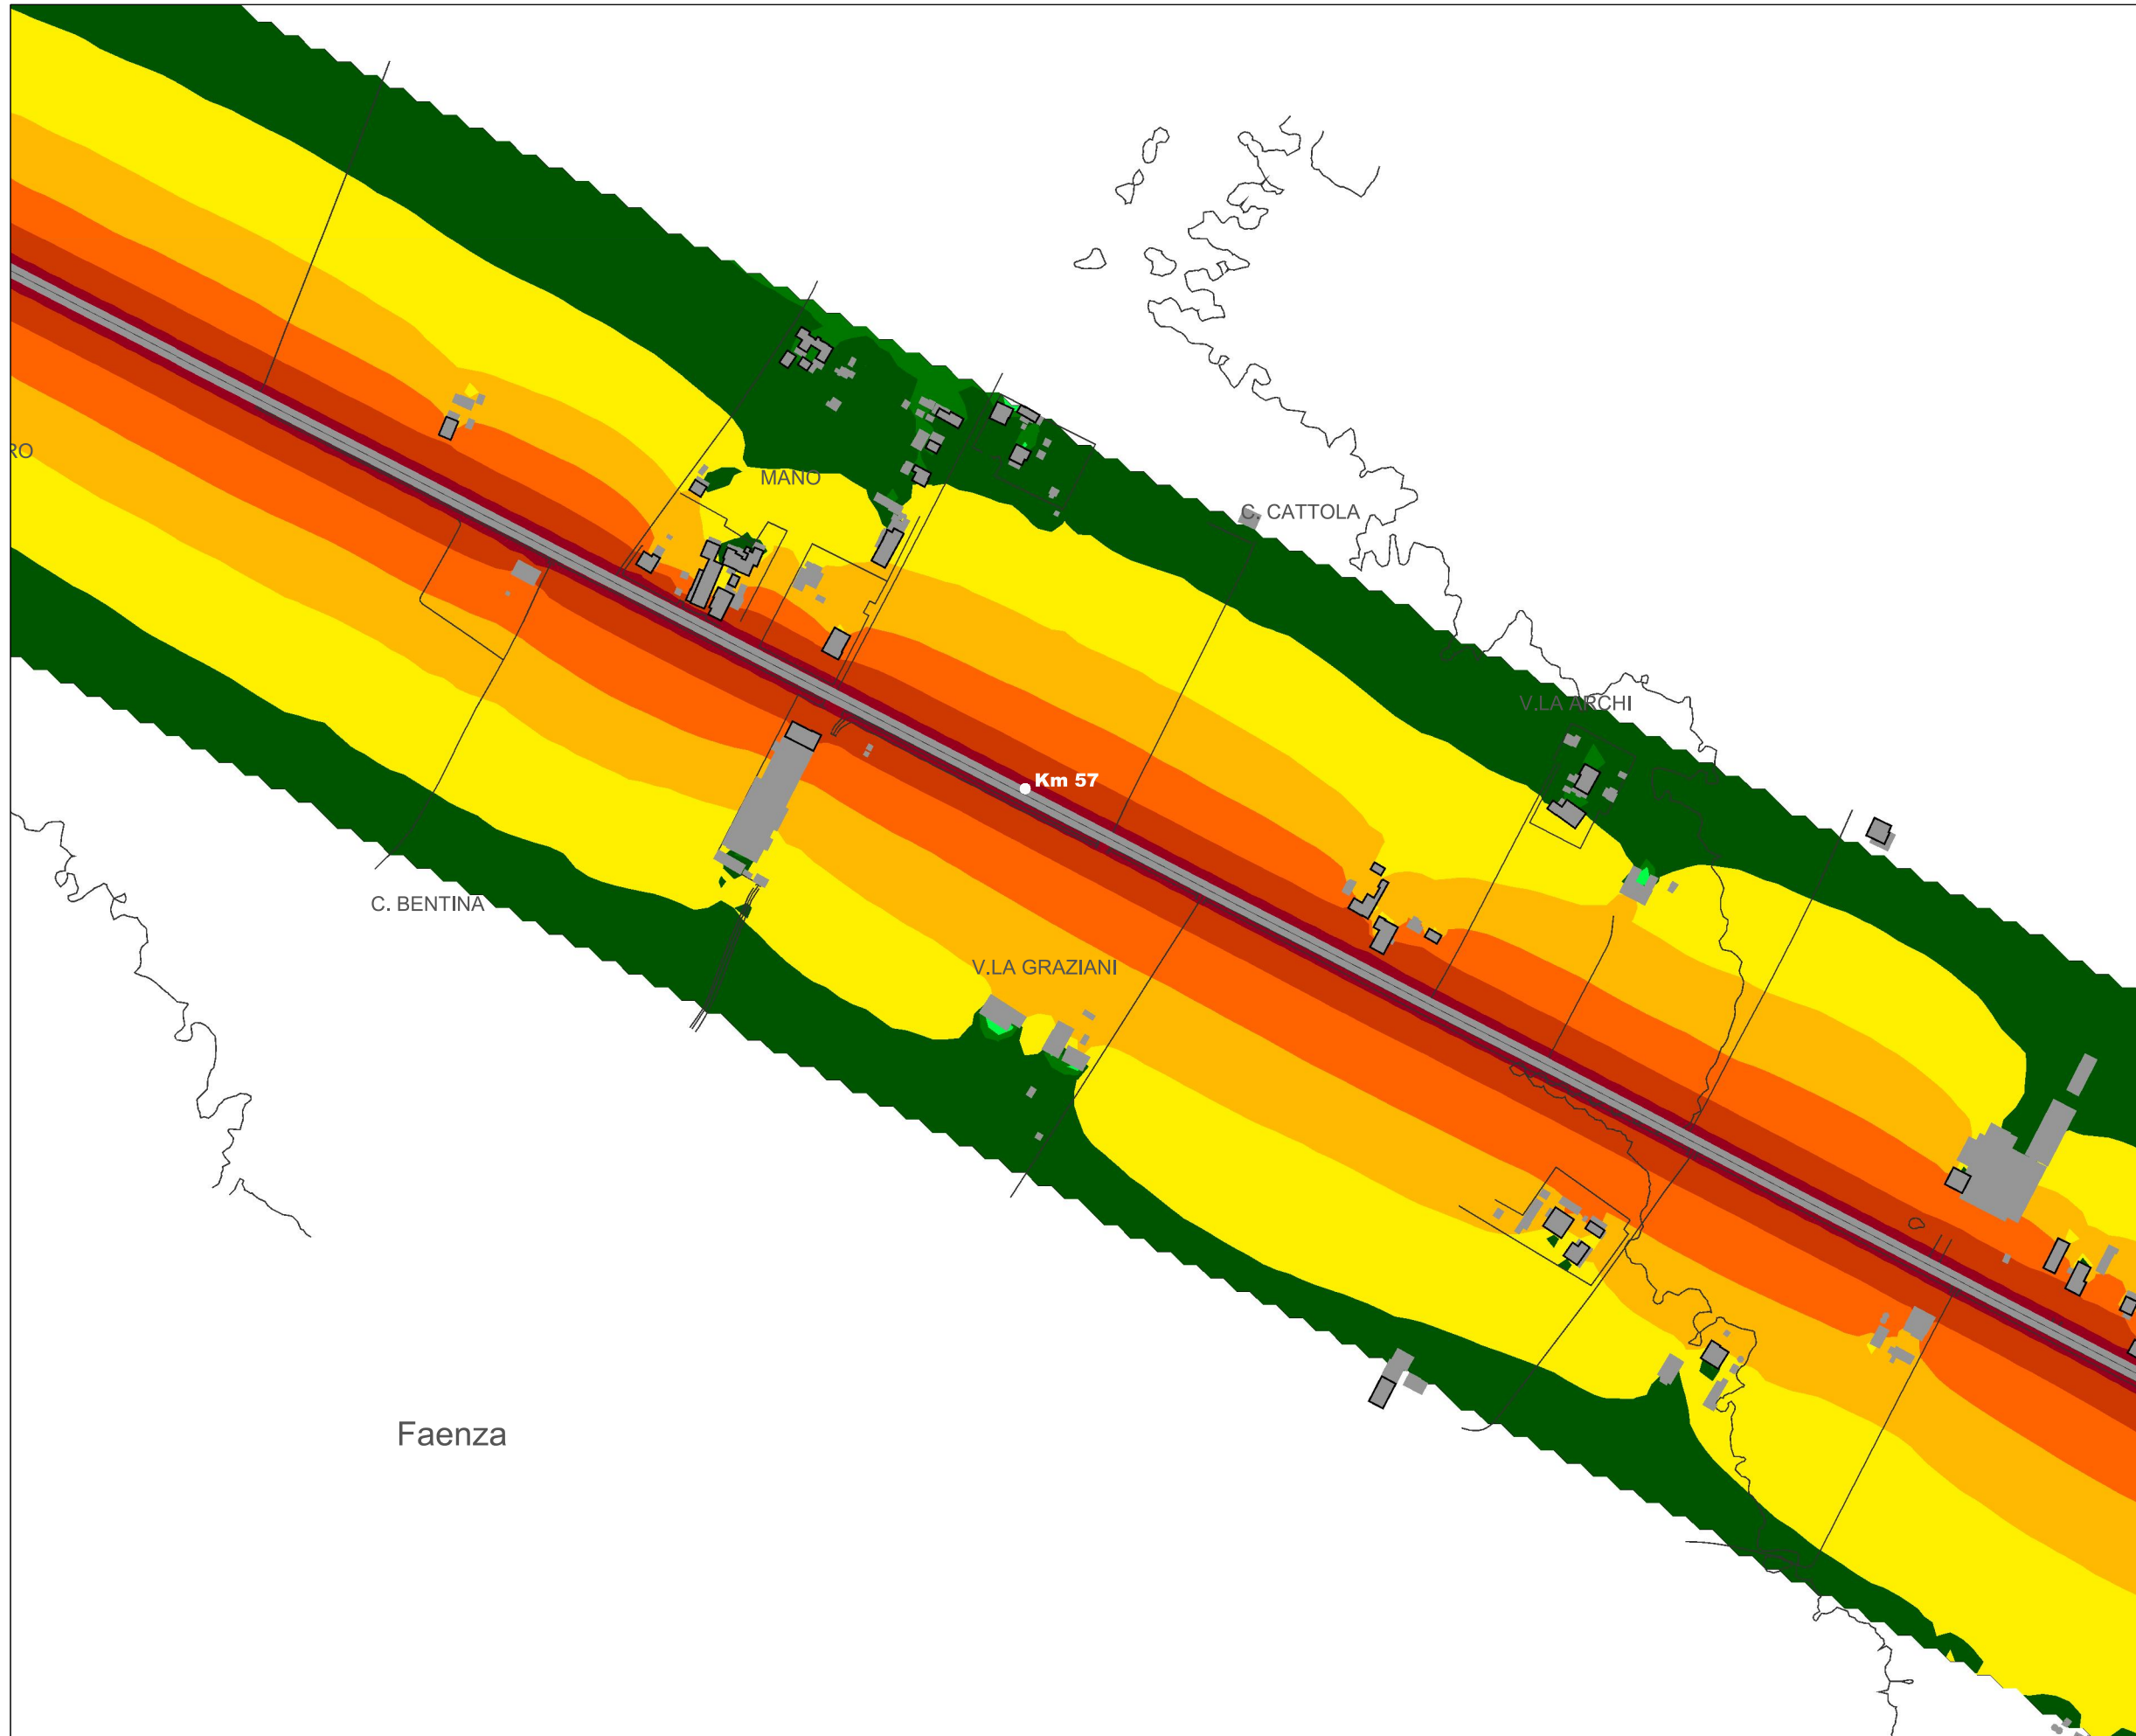 RO
MANO
C. CATTOLA
V.LA ARCHI
Km 57
C. BENTINA
V.LA GRAZIANI
Faenza